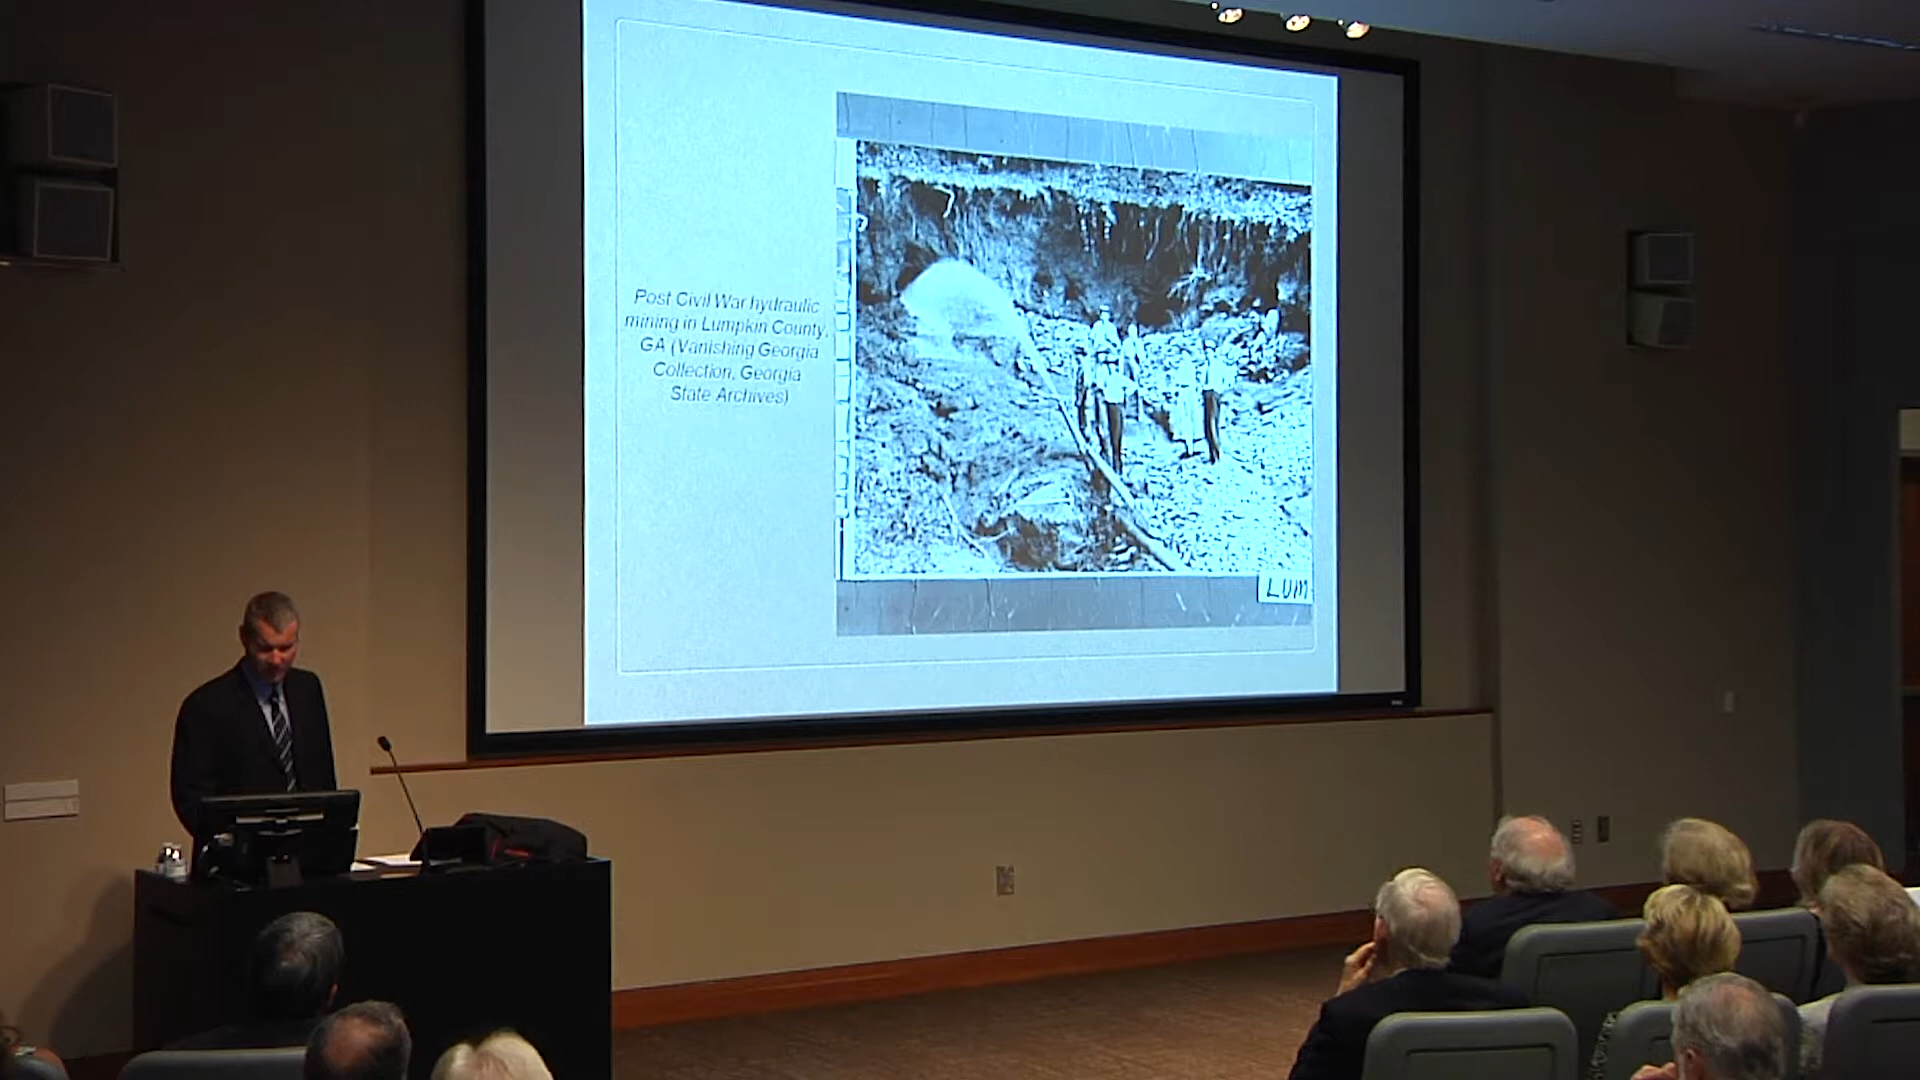 Post Civil War hydraulic
mining in Lumpkin County,
GA (Vanishing Georgia
Collection, Georgia
State Archives)
LUM